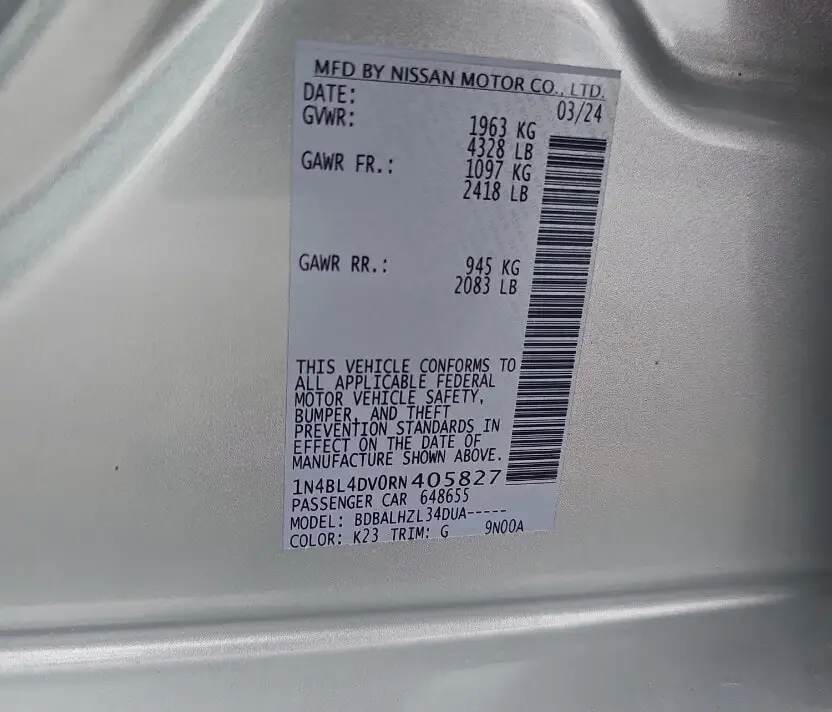 MFD BY NISSAN MOTOR CO., LTD.
DATE: 03/24
GVWR: 1963 KG
4328 LB
GAWR FR.: 1097 KG
2418 LB
GAWR RR.: 945 KG
2083 LB
THIS VEHICLE CONFORMS TO
ALL APPLICABLE FEDERAL
MOTOR VEHICLE SAFETY,
BUMPER, AND THEFT
PREVENTION STANDARDS IN
EFFECT ON THE DATE OF
MANUFACTURE SHOWN ABOVE.
1N4BL4DV0RN405827
PASSENGER CAR 648655
MODEL: BDBALHZL34DUA-----
COLOR: K23 TRIM: G 9N00A